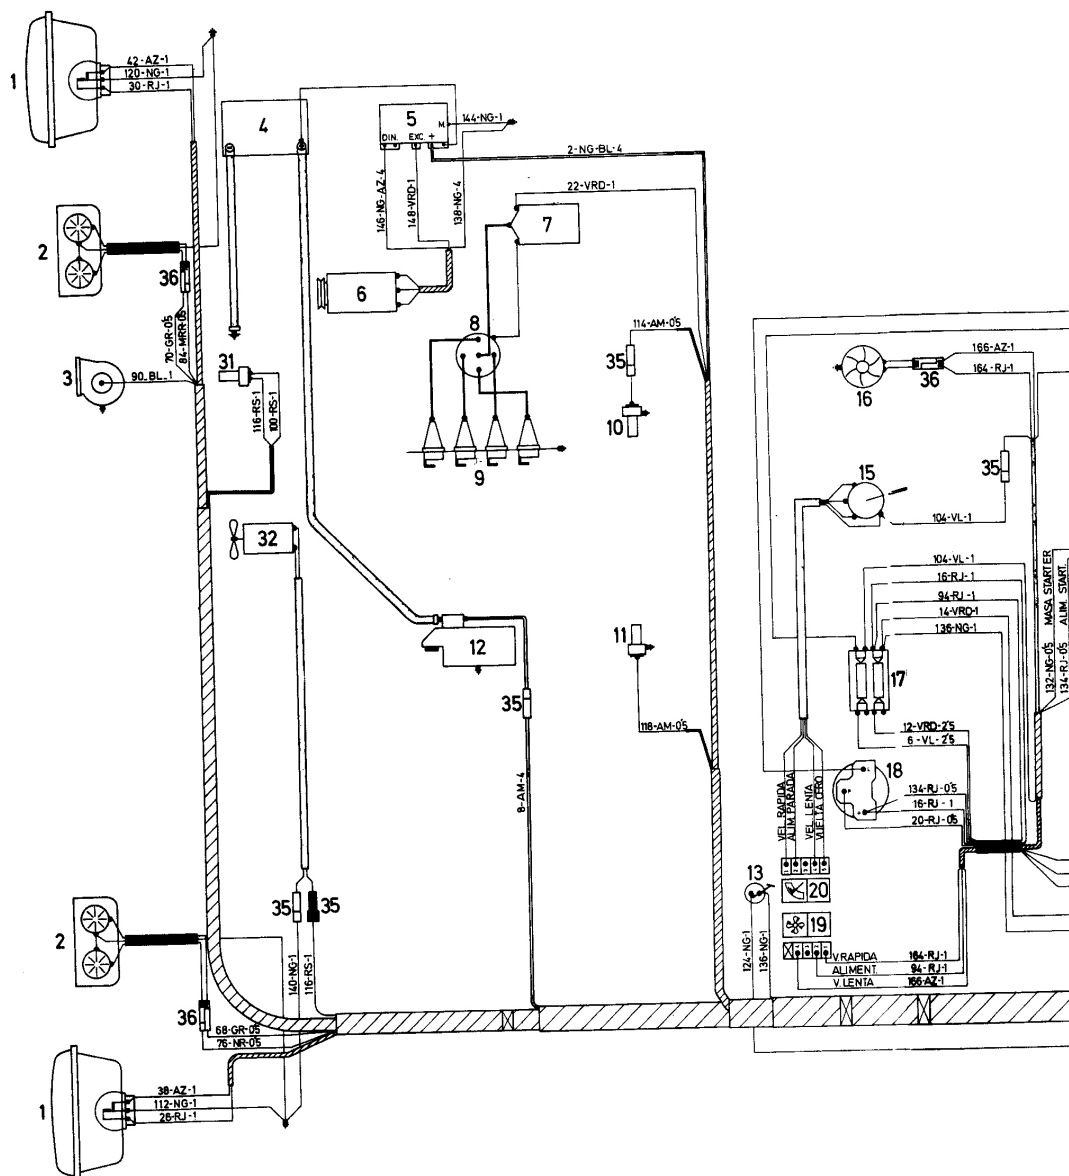 1
42-AZ-1
120-NG-1
30-RJ-1
4
5
DIN.
EXC.
+
M
144-NG-1
2-NG-BL-4
146-NG-AZ-4
148-VRD-1
138-NG-4
22-VRD-1
7
2
36
70-GR-0'5
84-MRR-0'5
6
8
114-AM-0'5
35
3
90-BL-1
31
116-RS-1
100-RS-1
10
9
166-AZ-1
164-RJ-1
16
36
35
15
104-VL-1
32
12
11
104-VL-1
16-RJ-1
94-RJ-1
14-VRD-1
136-NG-1
132-NG-0'5 MASA STARTER
134-RJ-0'5 ALIM. START.
17
35
118-AM-0'5
12-VRD-2'5
6-VL-2'5
8-AM-4
18
134-RJ-0'5
16-RJ-1
20-RJ-0'5
VEL. RAPIDA
ALIM. PARADA
VEL. LENTA
VUELTA CERO
13
20
19
35
35
2
124-NG-1
136-NG-1
140-NG-1
116-RS-1
V.RAPIDA 164-RJ-1
ALIMENT. 94-RJ-1
V.LENTA 166-AZ-1
36
68-GR-0'5
76-NR-0'5
1
38-AZ-1
112-NG-1
26-RJ-1